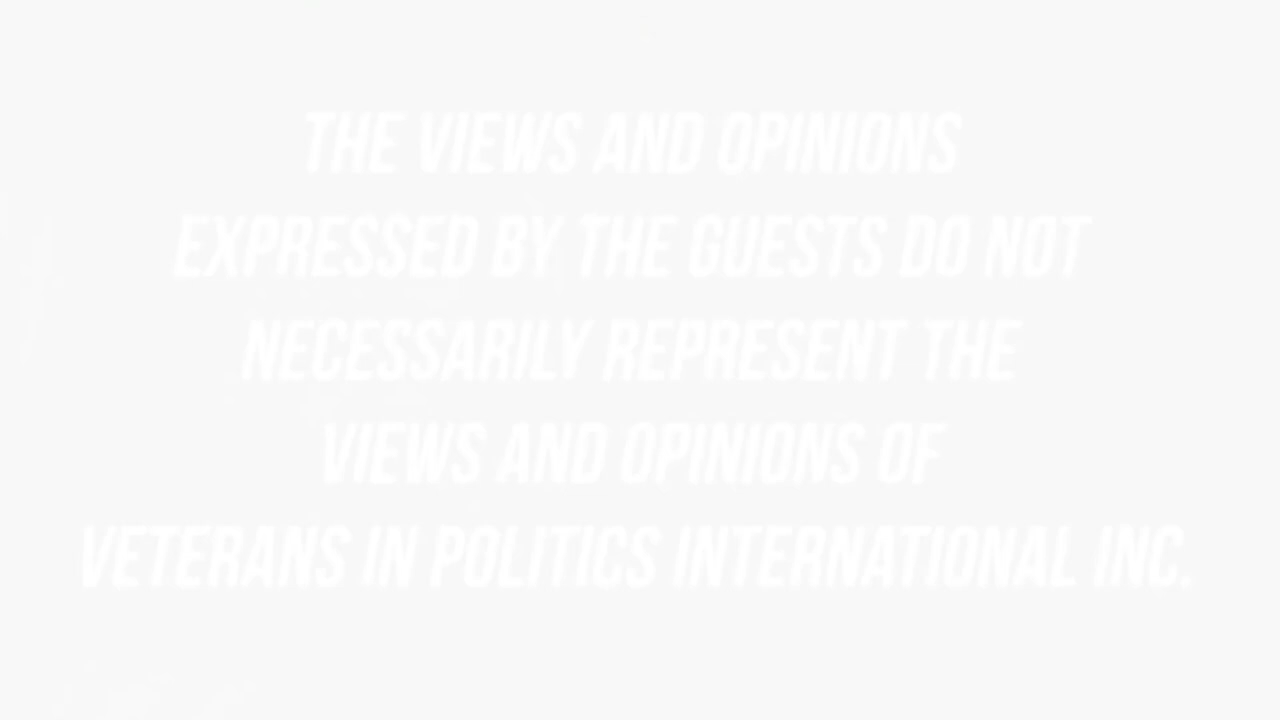 THE VIEWS AND OPINIONS
EXPRESSED BY THE GUESTS DO NOT
NECESSARILY REPRESENT THE
VIEWS AND OPINIONS OF
VETERANS IN POLITICS INTERNATIONAL INC.